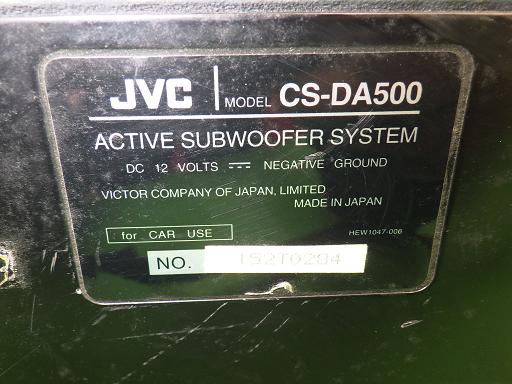 JVC MODEL CS-DA500
ACTIVE SUBWOOFER SYSTEM
DC 12 VOLTS ⎓ NEGATIVE GROUND
VICTOR COMPANY OF JAPAN, LIMITED
MADE IN JAPAN
for CAR USE
HEW1047-006
NO. 152T0284